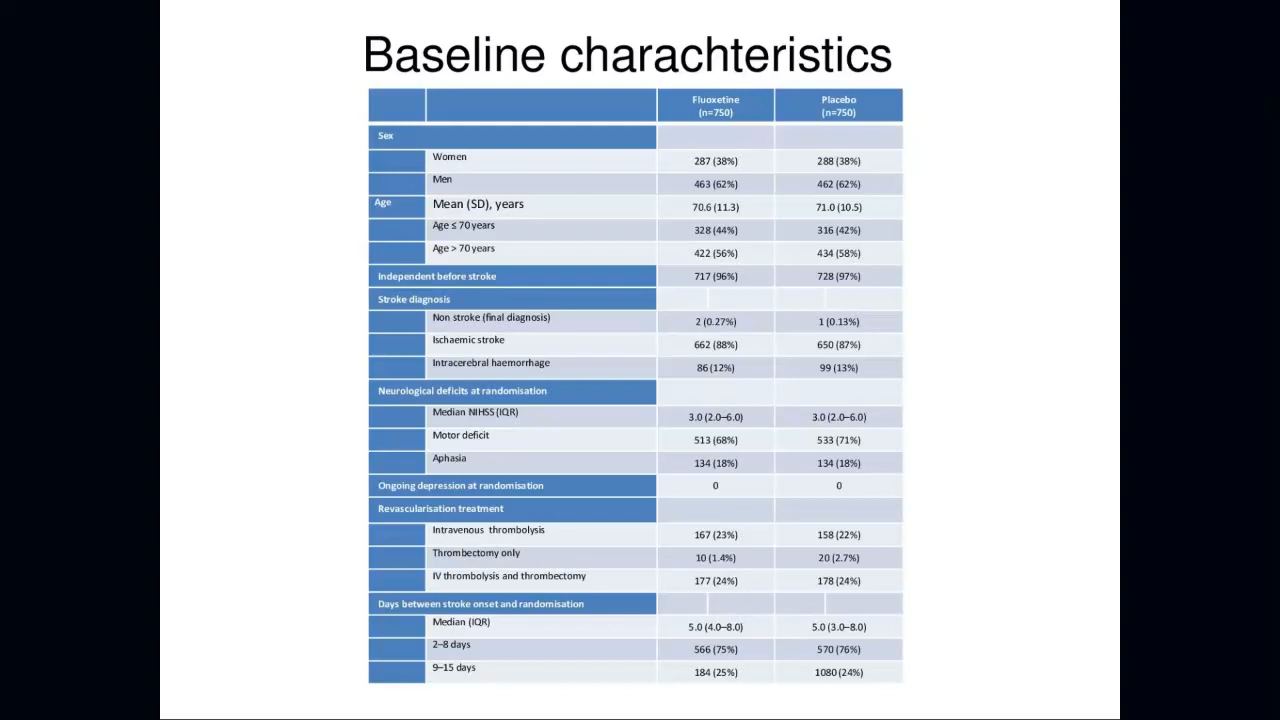 Baseline charachteristics
Fluoxetine (n=750) Placebo (n=750)
Sex
Women 287 (38%) 288 (38%)
Men 463 (62%) 462 (62%)
Age Mean (SD), years 70.6 (11.3) 71.0 (10.5)
Age ≤ 70 years 328 (44%) 316 (42%)
Age > 70 years 422 (56%) 434 (58%)
Independent before stroke 717 (96%) 728 (97%)
Stroke diagnosis
Non stroke (final diagnosis) 2 (0.27%) 1 (0.13%)
Ischaemic stroke 662 (88%) 650 (87%)
Intracerebral haemorrhage 86 (12%) 99 (13%)
Neurological deficits at randomisation
Median NIHSS (IQR) 3.0 (2.0–6.0) 3.0 (2.0–6.0)
Motor deficit 513 (68%) 533 (71%)
Aphasia 134 (18%) 134 (18%)
Ongoing depression at randomisation 0 0
Revascularisation treatment
Intravenous thrombolysis 167 (23%) 158 (22%)
Thrombectomy only 10 (1.4%) 20 (2.7%)
IV thrombolysis and thrombectomy 177 (24%) 178 (24%)
Days between stroke onset and randomisation
Median (IQR) 5.0 (4.0–8.0) 5.0 (3.0–8.0)
2–8 days 566 (75%) 570 (76%)
9–15 days 184 (25%) 1080 (24%)